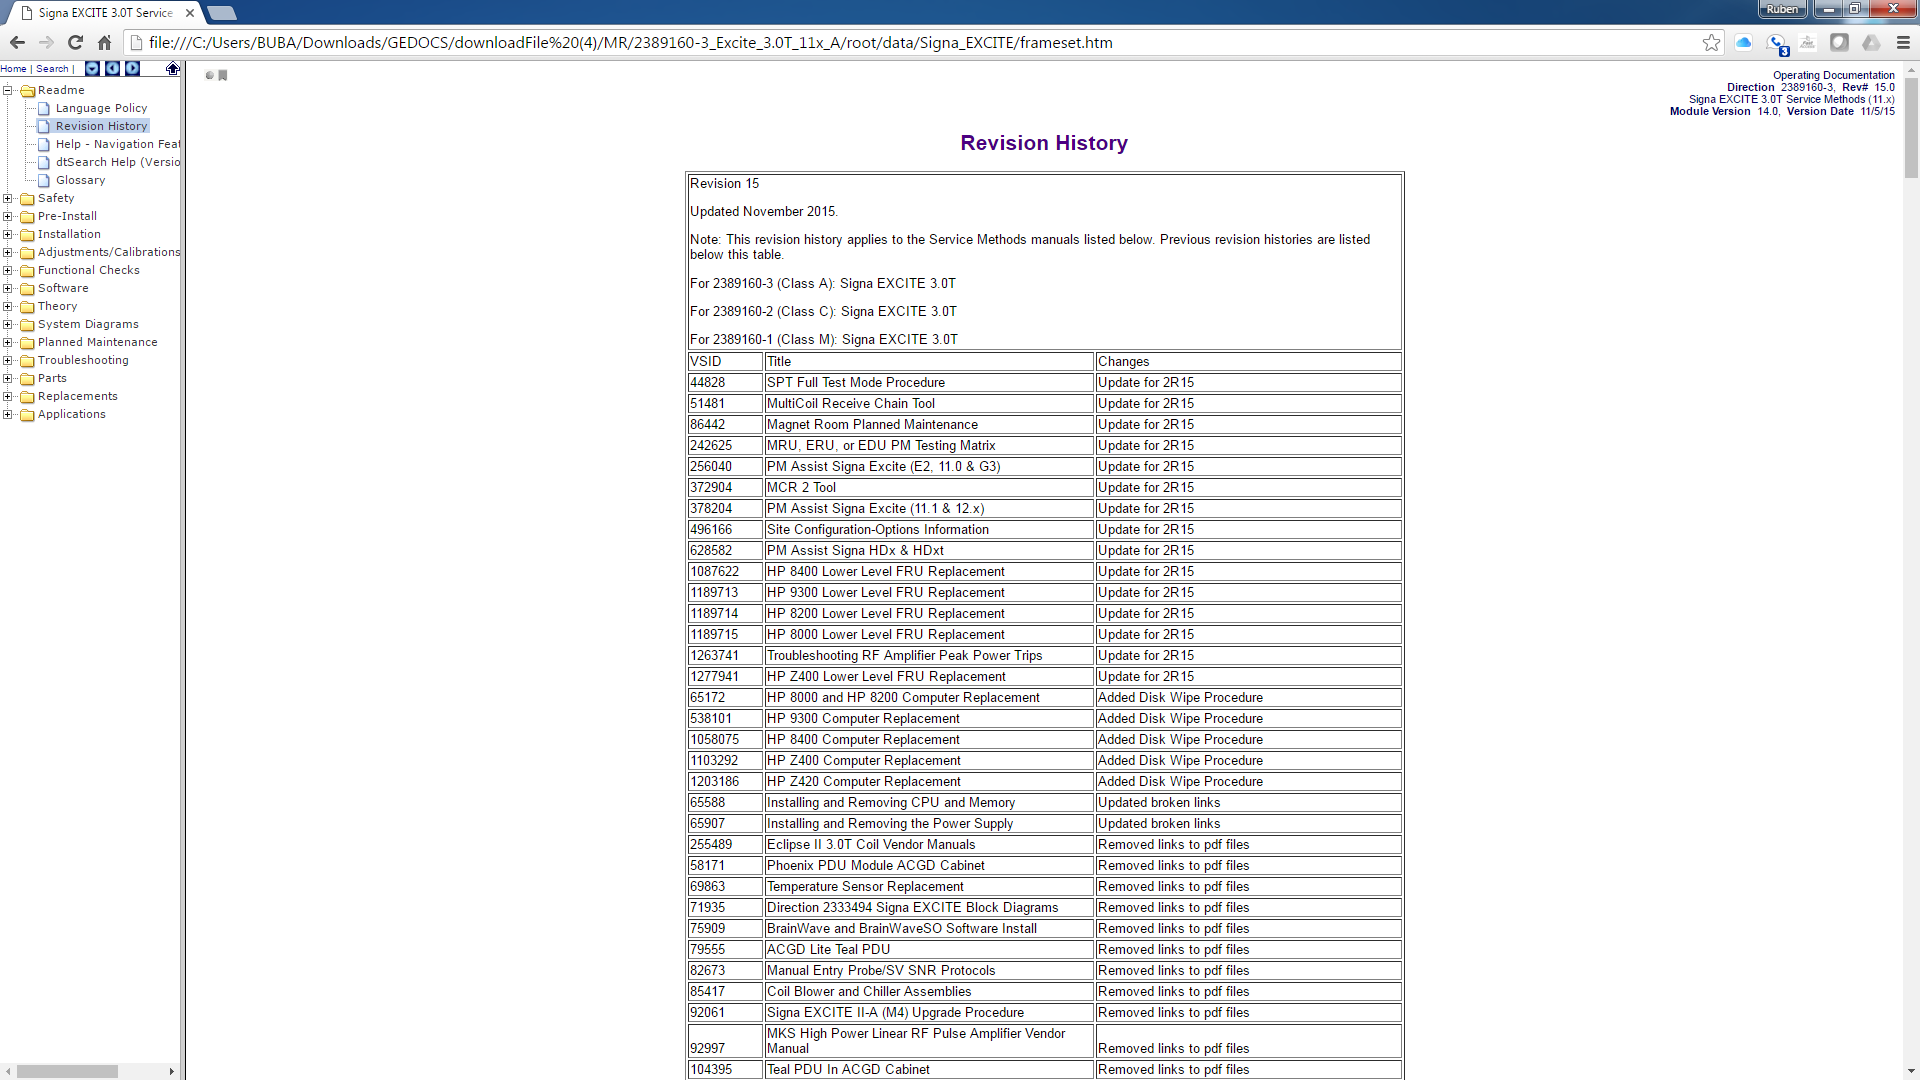 Signa EXCITE 3.0T Service
Ruben
file:///C:/Users/BUBA/Downloads/GEDOCS/downloadFile%20(4)/MR/2389160-3_Excite_3.0T_11x_A/root/data/Signa_EXCITE/frameset.htm
3
Home | Search |
Readme
Language Policy
Revision History
Help - Navigation Feat
dtSearch Help (Versio
Glossary
Safety
Pre-Install
Installation
Adjustments/Calibrations
Functional Checks
Software
Theory
System Diagrams
Planned Maintenance
Troubleshooting
Parts
Replacements
Applications
Operating Documentation
Direction 2389160-3, Rev# 15.0
Signa EXCITE 3.0T Service Methods (11.x)
Module Version 14.0, Version Date 11/5/15
Revision History
Revision 15
Updated November 2015.
Note: This revision history applies to the Service Methods manuals listed below. Previous revision histories are listed
below this table.
For 2389160-3 (Class A): Signa EXCITE 3.0T
For 2389160-2 (Class C): Signa EXCITE 3.0T
For 2389160-1 (Class M): Signa EXCITE 3.0T
VSID Title Changes
44828 SPT Full Test Mode Procedure Update for 2R15
51481 MultiCoil Receive Chain Tool Update for 2R15
86442 Magnet Room Planned Maintenance Update for 2R15
242625 MRU, ERU, or EDU PM Testing Matrix Update for 2R15
256040 PM Assist Signa Excite (E2, 11.0 & G3) Update for 2R15
372904 MCR 2 Tool Update for 2R15
378204 PM Assist Signa Excite (11.1 & 12.x) Update for 2R15
496166 Site Configuration-Options Information Update for 2R15
628582 PM Assist Signa HDx & HDxt Update for 2R15
1087622 HP 8400 Lower Level FRU Replacement Update for 2R15
1189713 HP 9300 Lower Level FRU Replacement Update for 2R15
1189714 HP 8200 Lower Level FRU Replacement Update for 2R15
1189715 HP 8000 Lower Level FRU Replacement Update for 2R15
1263741 Troubleshooting RF Amplifier Peak Power Trips Update for 2R15
1277941 HP Z400 Lower Level FRU Replacement Update for 2R15
65172 HP 8000 and HP 8200 Computer Replacement Added Disk Wipe Procedure
538101 HP 9300 Computer Replacement Added Disk Wipe Procedure
1058075 HP 8400 Computer Replacement Added Disk Wipe Procedure
1103292 HP Z400 Computer Replacement Added Disk Wipe Procedure
1203186 HP Z420 Computer Replacement Added Disk Wipe Procedure
65588 Installing and Removing CPU and Memory Updated broken links
65907 Installing and Removing the Power Supply Updated broken links
255489 Eclipse II 3.0T Coil Vendor Manuals Removed links to pdf files
58171 Phoenix PDU Module ACGD Cabinet Removed links to pdf files
69863 Temperature Sensor Replacement Removed links to pdf files
71935 Direction 2333494 Signa EXCITE Block Diagrams Removed links to pdf files
75909 BrainWave and BrainWaveSO Software Install Removed links to pdf files
79555 ACGD Lite Teal PDU Removed links to pdf files
82673 Manual Entry Probe/SV SNR Protocols Removed links to pdf files
85417 Coil Blower and Chiller Assemblies Removed links to pdf files
92061 Signa EXCITE II-A (M4) Upgrade Procedure Removed links to pdf files
MKS High Power Linear RF Pulse Amplifier Vendor
92997 Manual Removed links to pdf files
104395 Teal PDU In ACGD Cabinet Removed links to pdf files